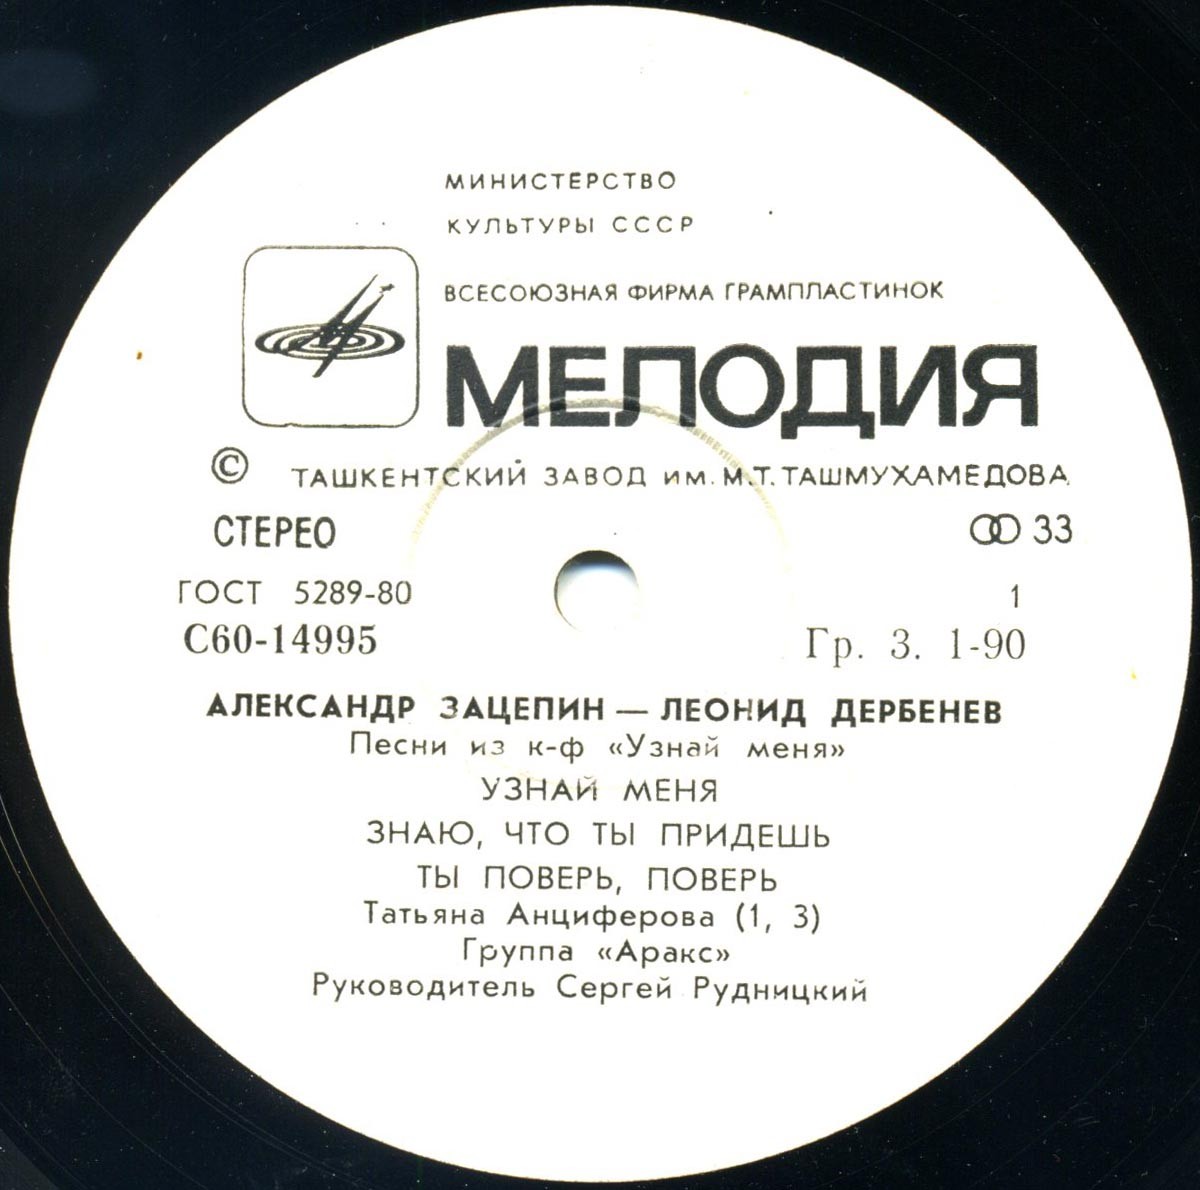 МИНИСТЕРСТВО
КУЛЬТУРЫ СССР
ВСЕСОЮЗНАЯ ФИРМА ГРАМПЛАСТИНОК
МЕЛОДИЯ
© ТАШКЕНТСКИЙ ЗАВОД им. М.Т. ТАШМУХАМЕДОВА
СТЕРЕО 33
ГОСТ 5289-80 1
С60-14995 Гр. 3. 1-90
АЛЕКСАНДР ЗАЦЕПИН — ЛЕОНИД ДЕРБЕНЕВ
Песни из к-ф «Узнай меня»
УЗНАЙ МЕНЯ
ЗНАЮ, ЧТО ТЫ ПРИДЕШЬ
ТЫ ПОВЕРЬ, ПОВЕРЬ
Татьяна Анциферова (1, 3)
Группа «Аракс»
Руководитель Сергей Рудницкий